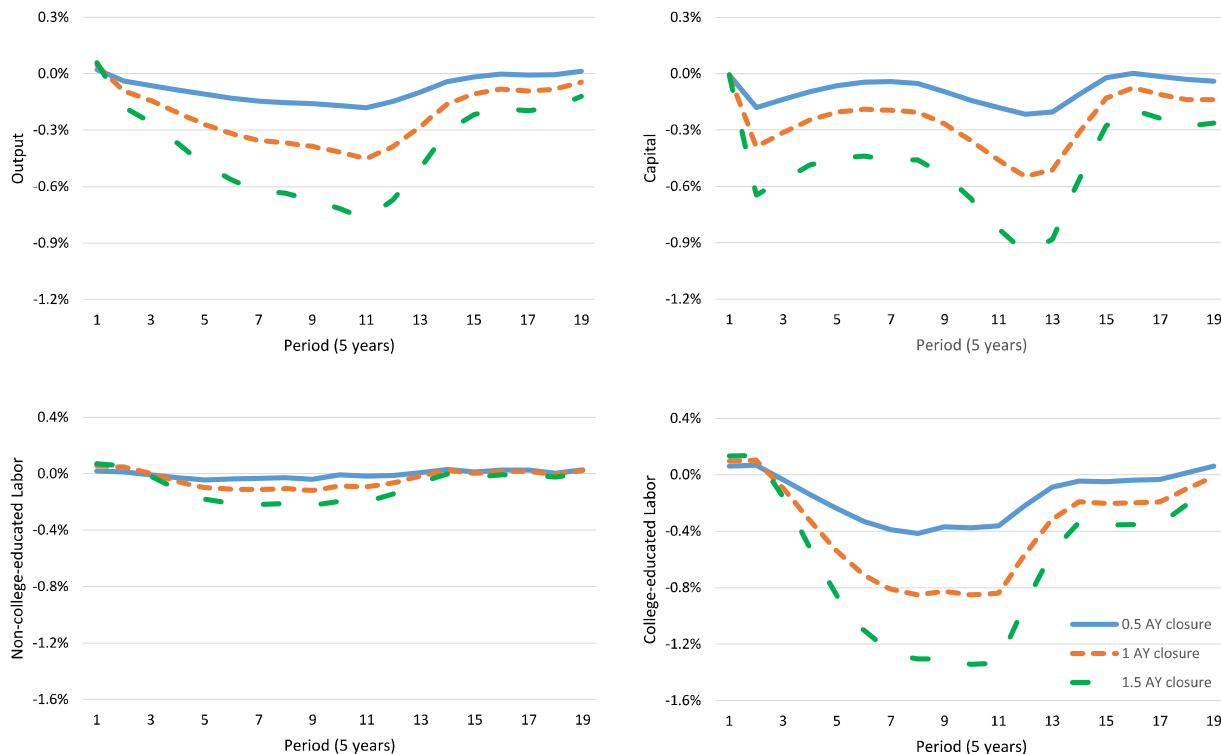 0.3%
0.0%
-0.3%
-0.6%
-0.9%
-1.2%
Output
1 3 5 7 9 11 13 15 17 19
Period (5 years)
0.3%
0.0%
-0.3%
-0.6%
-0.9%
-1.2%
Capital
1 3 5 7 9 11 13 15 17 19
Period (5 years)
0.4%
0.0%
-0.4%
-0.8%
-1.2%
-1.6%
Non-college-educated Labor
1 3 5 7 9 11 13 15 17 19
Period (5 years)
0.4%
0.0%
-0.4%
-0.8%
-1.2%
-1.6%
College-educated Labor
0.5 AY closure
1 AY closure
1.5 AY closure
1 3 5 7 9 11 13 15 17 19
Period (5 years)